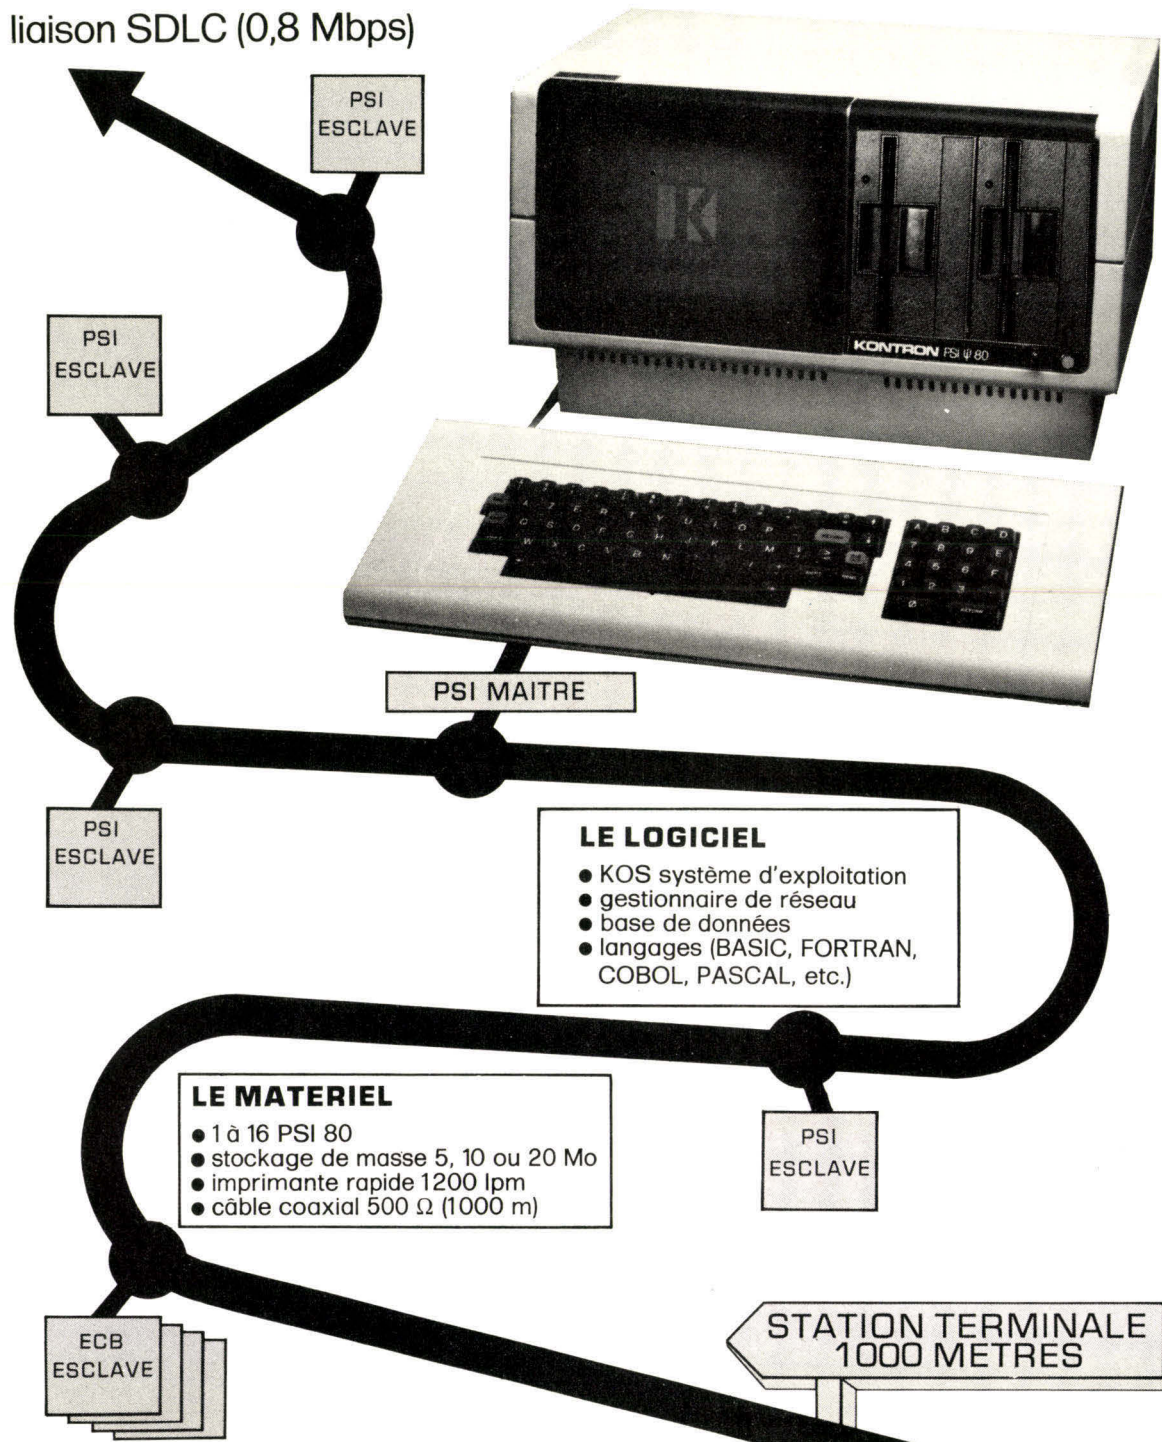 liaison SDLC (0,8 Mbps)
PSI
ESCLAVE
KONTRON PSI ψ 80
PSI
ESCLAVE
PSI MAITRE
PSI
ESCLAVE
LE LOGICIEL
● KOS système d'exploitation
● gestionnaire de réseau
● base de données
● langages (BASIC, FORTRAN,
COBOL, PASCAL, etc.)
LE MATERIEL
● 1 à 16 PSI 80
● stockage de masse 5, 10 ou 20 Mo
● imprimante rapide 1200 lpm
● câble coaxial 500 Ω (1000 m)
PSI
ESCLAVE
ECB
ESCLAVE
STATION TERMINALE
1000 METRES